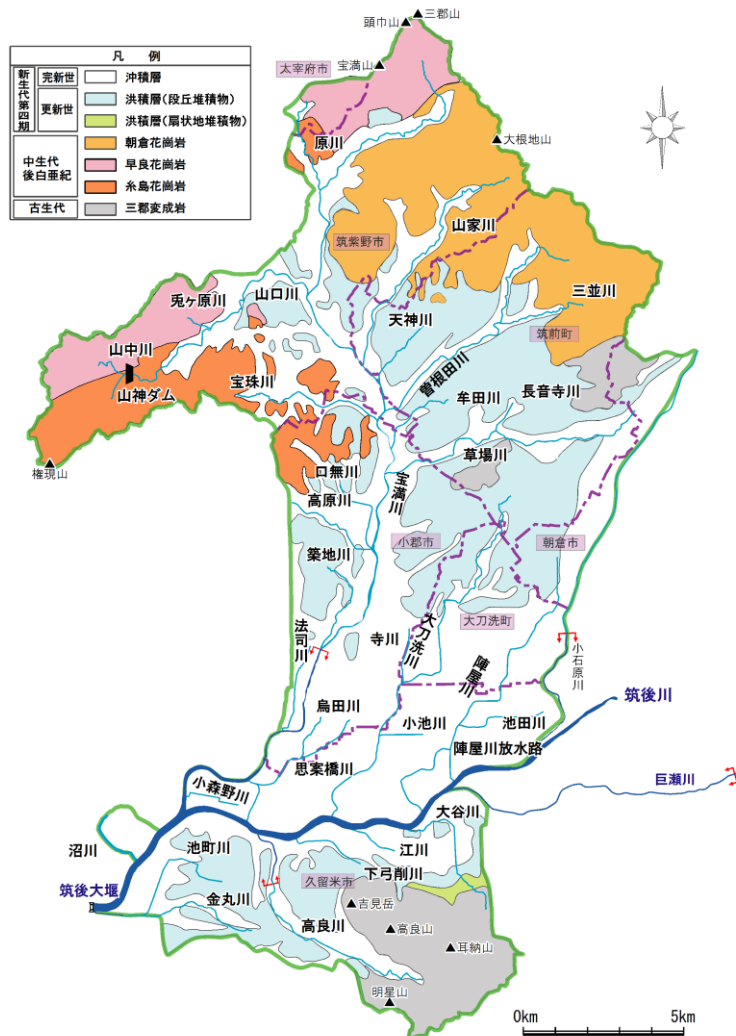 三郡山
頭巾山
宝満山
太宰府市
凡 例
新生代第四期
完新世
沖積層
更新世
洪積層(段丘堆積物)
洪積層(扇状地堆積物)
中生代
後白亜紀
朝倉花崗岩
早良花崗岩
糸島花崗岩
古生代
三郡変成岩
原川
大根地山
筑紫野市
山家川
兎ヶ原川
山口川
天神川
三並川
筑前町
山中川
山神ダム
宝珠川
曽根田川
牟田川
長音寺川
権現山
口無川
草場川
宝満川
高原川
築地川
小郡市
朝倉市
法司川
寺川
大刀洗川
大刀洗町
陣屋川
小石原川
筑後川
鳥田川
小池川
池田川
陣屋川放水路
思案橋川
小森野川
巨瀬川
大谷川
沼川
池町川
江川
下弓削川
筑後大堰
金丸川
久留米市
高良川
吉見岳
高良山
耳納山
明星山
0km
5km